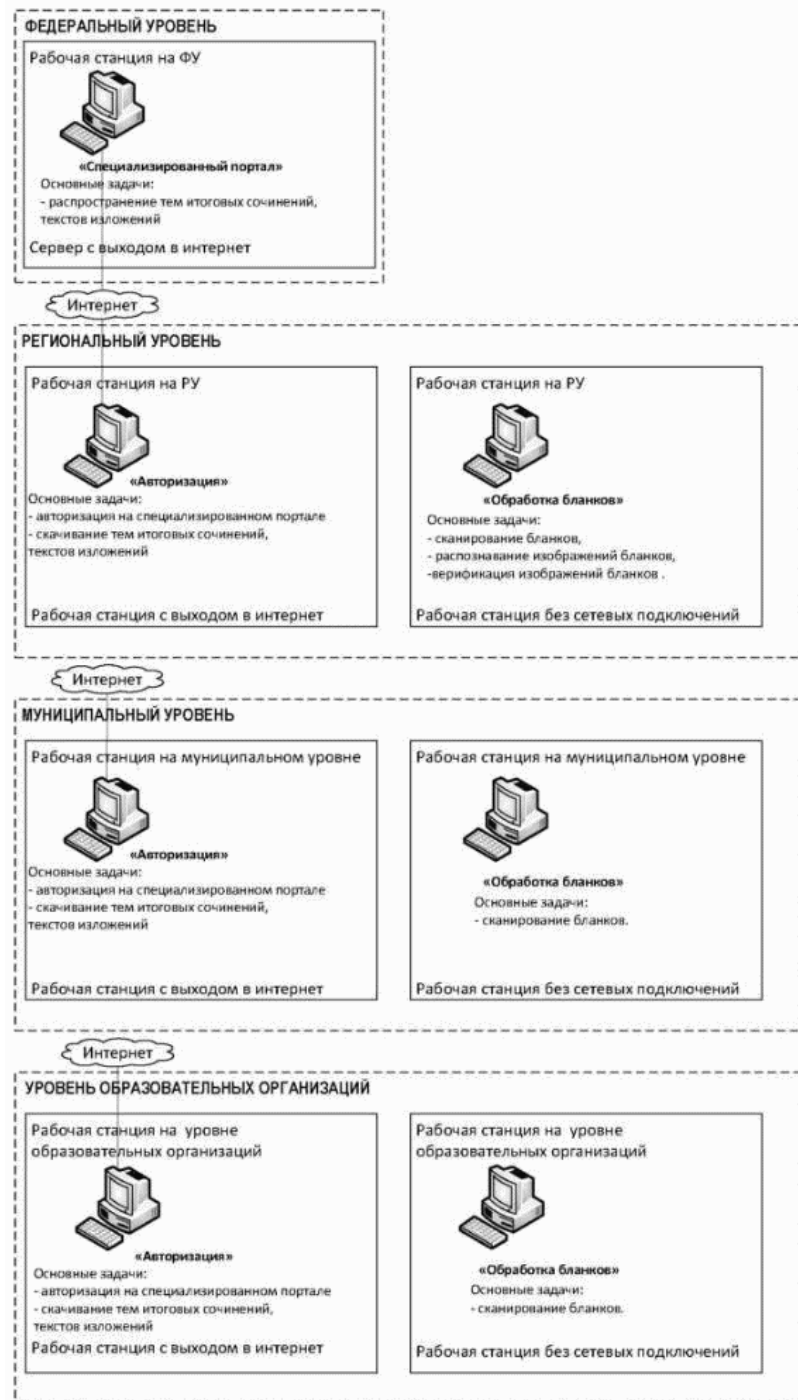 ФЕДЕРАЛЬНЫЙ УРОВЕНЬ
Рабочая станция на ФУ
«Специализированный портал»
Основные задачи:
- распространение тем итоговых сочинений,
текстов изложений
Сервер с выходом в интернет
Интернет
РЕГИОНАЛЬНЫЙ УРОВЕНЬ
Рабочая станция на РУ
«Авторизация»
Основные задачи:
- авторизация на специализированном портале
- скачивание тем итоговых сочинений,
текстов изложений
Рабочая станция с выходом в интернет
Рабочая станция на РУ
«Обработка бланков»
Основные задачи:
- сканирование бланков,
- распознавание изображений бланков,
-верификация изображений бланков .
Рабочая станция без сетевых подключений
Интернет
МУНИЦИПАЛЬНЫЙ УРОВЕНЬ
Рабочая станция на муниципальном уровне
«Авторизация»
Основные задачи:
- авторизация на специализированном портале
- скачивание тем итоговых сочинений,
текстов изложений
Рабочая станция с выходом в интернет
Рабочая станция на муниципальном уровне
«Обработка бланков»
Основные задачи:
- сканирование бланков.
Рабочая станция без сетевых подключений
Интернет
УРОВЕНЬ ОБРАЗОВАТЕЛЬНЫХ ОРГАНИЗАЦИЙ
Рабочая станция на уровне
образовательных организаций
«Авторизация»
Основные задачи:
- авторизация на специализированном портале
- скачивание тем итоговых сочинений,
текстов изложений
Рабочая станция с выходом в интернет
Рабочая станция на уровне
образовательных организаций
«Обработка бланков»
Основные задачи:
- сканирование бланков.
Рабочая станция без сетевых подключений